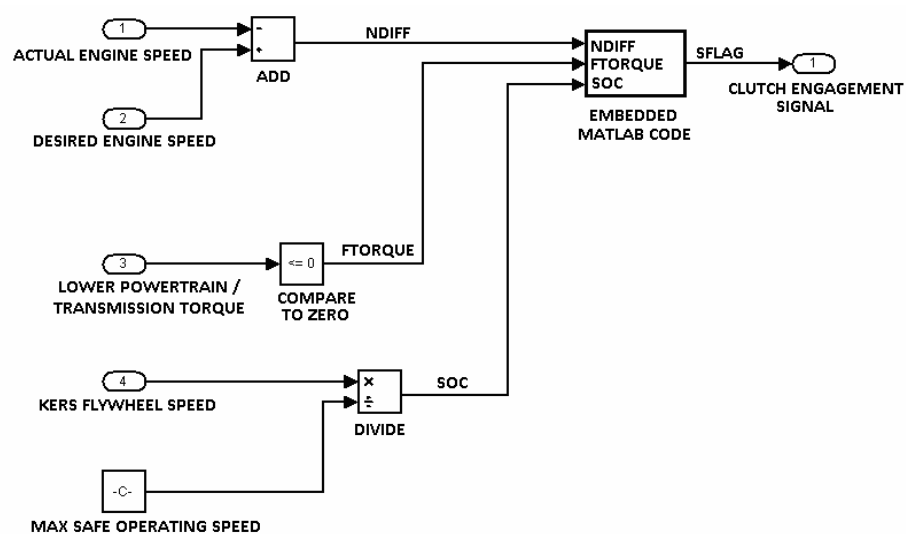 1
ACTUAL ENGINE SPEED
2
DESIRED ENGINE SPEED
-
+
ADD
NDIFF
NDIFF
FTORQUE
SOC
EMBEDDED
MATLAB CODE
SFLAG
1
CLUTCH ENGAGEMENT
SIGNAL
3
LOWER POWERTRAIN /
TRANSMISSION TORQUE
<= 0
COMPARE
TO ZERO
FTORQUE
4
KERS FLYWHEEL SPEED
×
÷
DIVIDE
SOC
-C-
MAX SAFE OPERATING SPEED